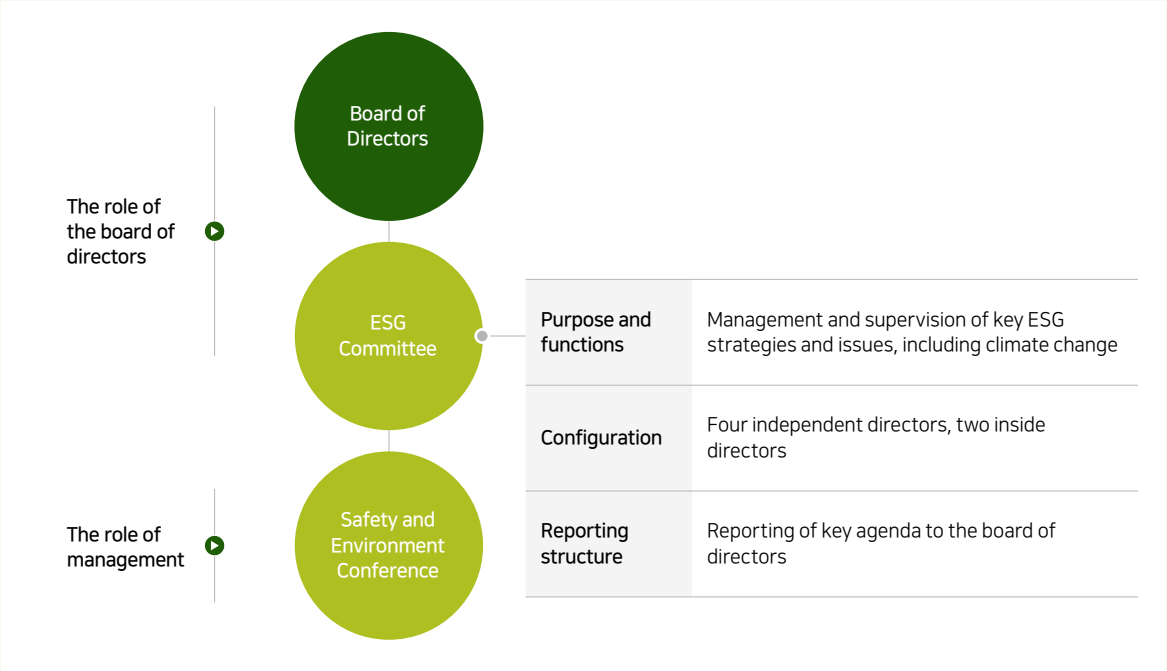 Board of
Directors
The role of
the board of
directors
ESG
Committee
Purpose and
functions
Management and supervision of key ESG
strategies and issues, including climate change
Configuration
Four independent directors, two inside
directors
Reporting
structure
Reporting of key agenda to the board of
directors
The role of
management
Safety and
Environment
Conference